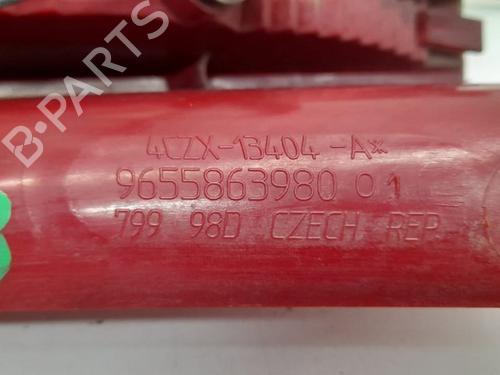 4CZX-13404-A*
9655863980 01
799 98D CZECH REP
B-PARTS